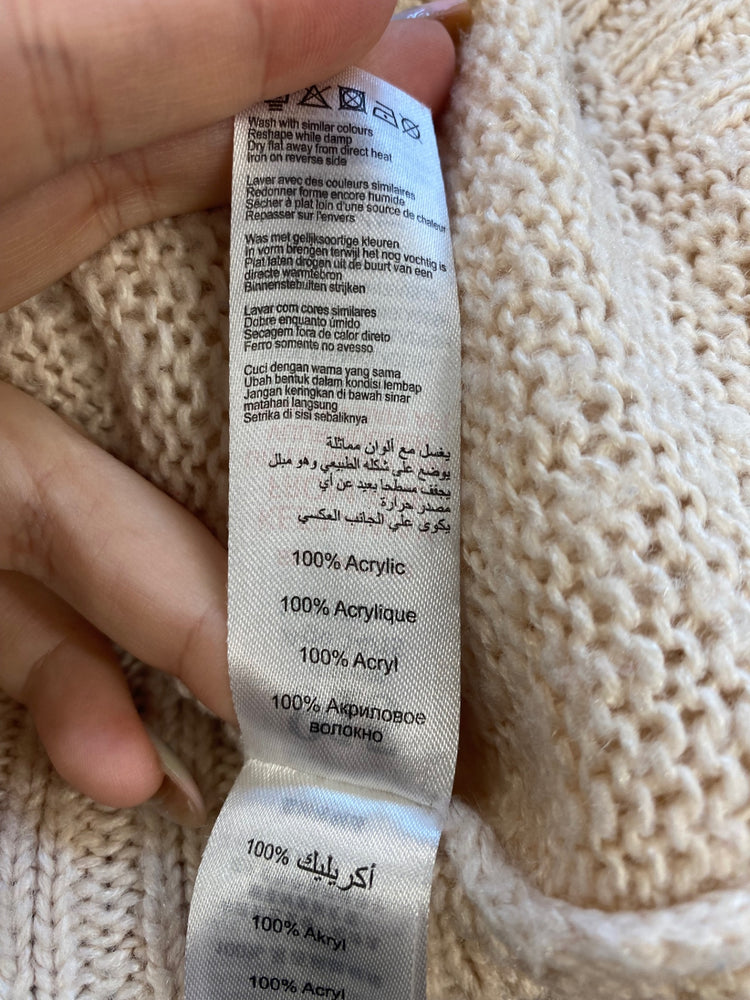 Wash with similar colours
Reshape while damp
Dry flat away from direct heat
Iron on reverse side
Laver avec des couleurs similaires
Redonner forme encore humide
Sécher à plat loin d'une source de chaleur
Repasser sur l'envers
Was met gelijksoortige kleuren
In vorm brengen terwijl het nog vochtig is
Plat laten drogen uit de buurt van een
directe warmtebron
Binnenstebuiten strijken
Lavar com cores similares
Dobre enquanto úmido
Secagem fora de calor direto
Ferro somente no avesso
Cuci dengan warna yang sama
Ubah bentuk dalam kondisi lembap
Jangan keringkan di bawah sinar
matahari langsung
Setrika di sisi sebaliknya
يغسل مع ألوان مماثلة
يوضع على شكله الطبيعي وهو مبلل
يجفف مسطحا بعيد عن أي
مصدر حرارة
يكوى علي الجانب العكسي
100% Acrylic
100% Acrylique
100% Acryl
100% Акриловое
волокно
100% أكريليك
100% Akryl
100% Acryl